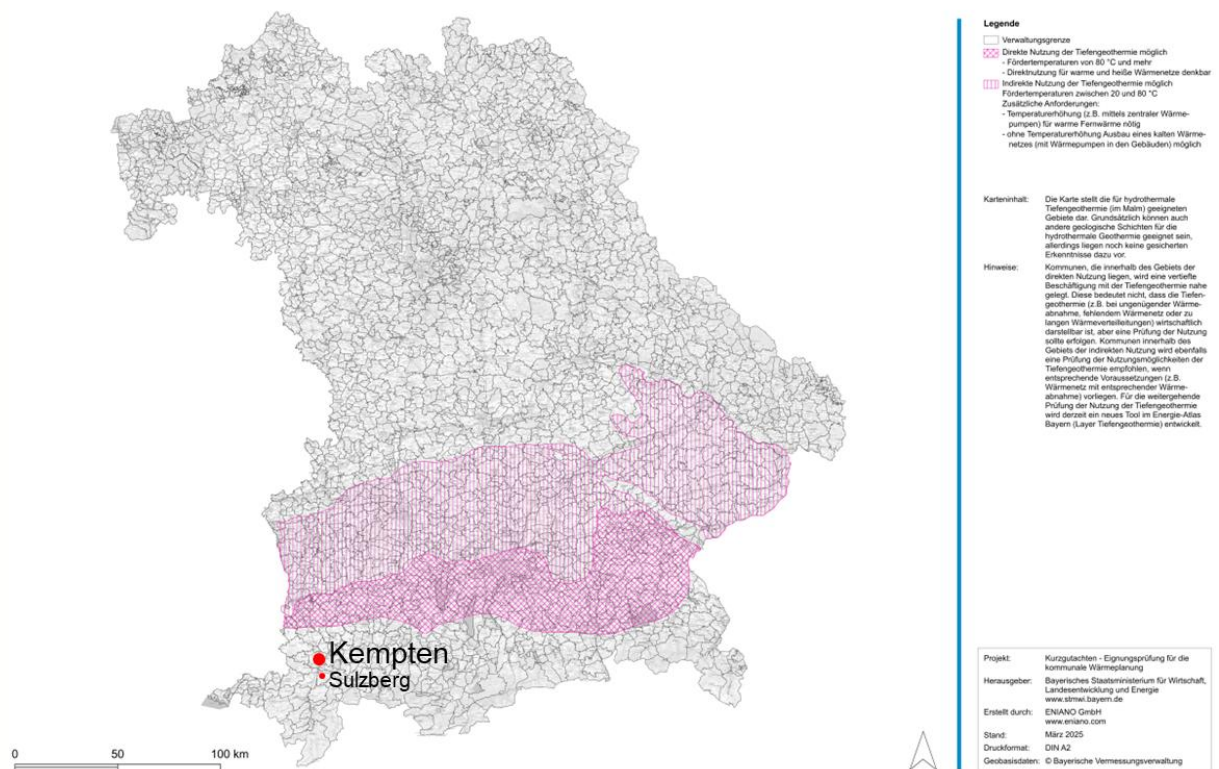 Kempten
Sulzberg
0 50 100 km
Legende
Verwaltungsgrenze
Direkte Nutzung der Tiefengeothermie möglich
- Fördertemperaturen von 80 °C und mehr
- Direktnutzung für warme und heiße Wärmenetze denkbar
Indirekte Nutzung der Tiefengeothermie möglich
Fördertemperaturen zwischen 20 und 80 °C
Zusätzliche Anforderungen:
- Temperaturerhöhung (z.B. mittels zentraler Wärme-
pumpen) für warme Fernwärme nötig
- ohne Temperaturerhöhung Ausbau eines kalten Wärme-
netzes (mit Wärmepumpen in den Gebäuden) möglich
Karteninhalt: Die Karte stellt die für hydrothermale
Tiefengeothermie (im Malm) geeigneten
Gebiete dar. Grundsätzlich können auch
andere geologische Schichten für die
hydrothermale Geothermie geeignet sein,
allerdings liegen noch keine gesicherten
Erkenntnisse dazu vor.
Hinweise: Kommunen, die innerhalb des Gebiets der
direkten Nutzung liegen, wird eine vertiefte
Beschäftigung mit der Tiefengeothermie nahe
gelegt. Diese bedeutet nicht, dass die Tiefen-
geothermie (z.B. bei ungenügender Wärme-
abnahme, fehlendem Wärmenetz oder zu
langen Wärmeverteilleitungen) wirtschaftlich
darstellbar ist, aber eine Prüfung der Nutzung
sollte erfolgen. Kommunen innerhalb des
Gebiets der indirekten Nutzung wird ebenfalls
eine Prüfung der Nutzungsmöglichkeiten der
Tiefengeothermie empfohlen, wenn
entsprechende Voraussetzungen (z.B.
Wärmenetz mit entsprechender Wärme-
abnahme) vorliegen. Für die weitergehende
Prüfung der Nutzung der Tiefengeothermie
wird derzeit ein neues Tool im Energie-Atlas
Bayern (Layer Tiefengeothermie) entwickelt.
Projekt: Kurzgutachten - Eignungsprüfung für die
kommunale Wärmeplanung
Herausgeber: Bayerisches Staatsministerium für Wirtschaft,
Landesentwicklung und Energie
www.stmwi.bayern.de
Erstellt durch: ENIANO GmbH
www.eniano.com
Stand: März 2025
Druckformat: DIN A2
Geobasisdaten: © Bayerische Vermessungsverwaltung